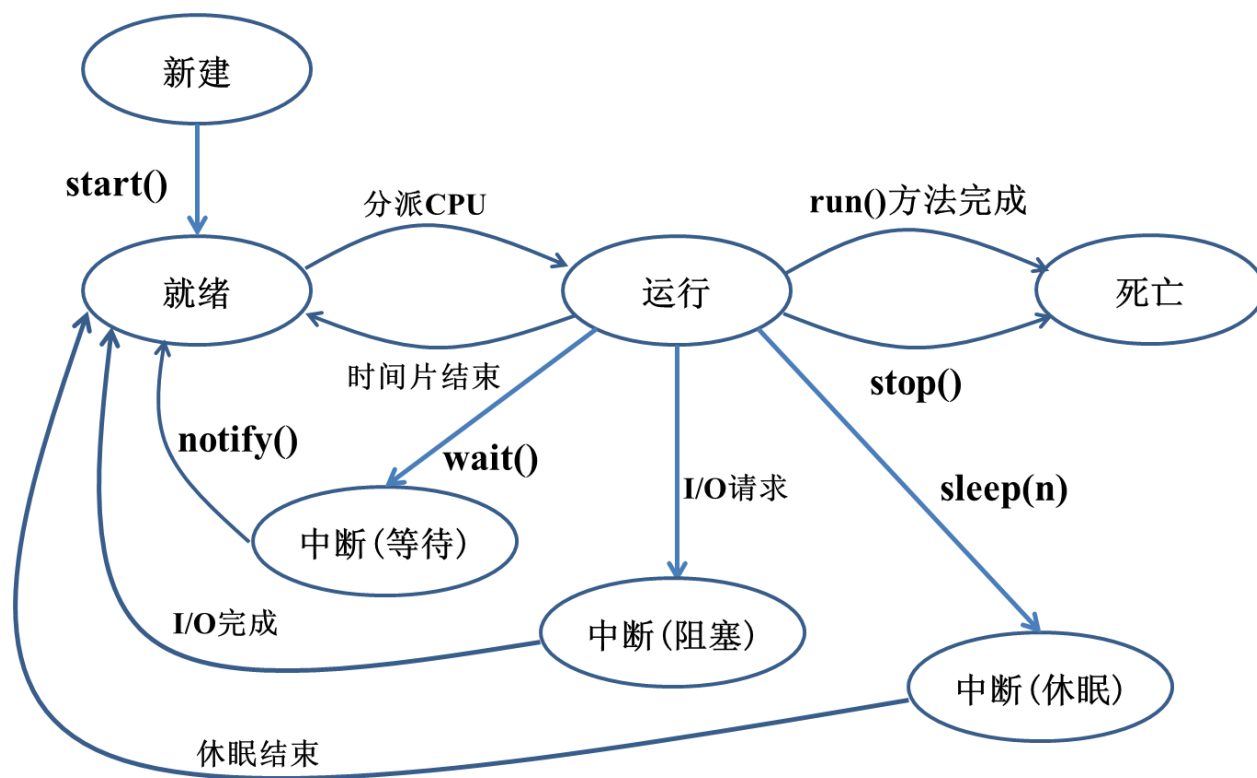 新建
start()
分派CPU
run()方法完成
就绪
运行
死亡
时间片结束
stop()
notify()
wait()
I/O请求
sleep(n)
中断(等待)
I/O完成
中断(阻塞)
中断(休眠)
休眠结束